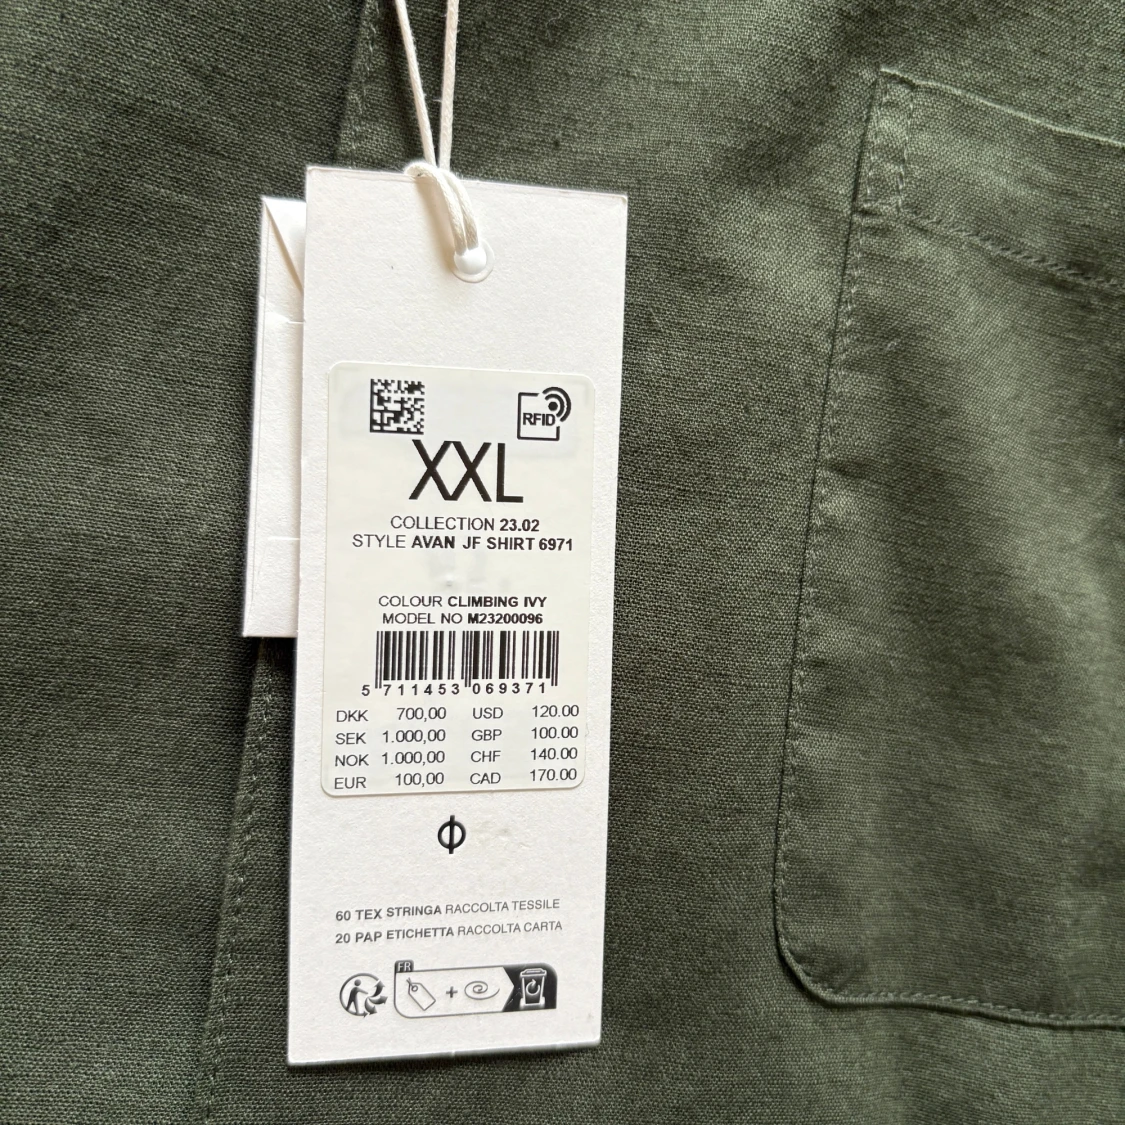 RFID
XXL
COLLECTION 23.02
STYLE AVAN JF SHIRT 6971
COLOUR CLIMBING IVY
MODEL NO M23200096
5 711453 069371
DKK 700,00 USD 120.00
SEK 1.000,00 GBP 100.00
NOK 1.000,00 CHF 140.00
EUR 100,00 CAD 170.00
60 TEX STRINGA RACCOLTA TESSILE
20 PAP ETICHETTA RACCOLTA CARTA
FR
+